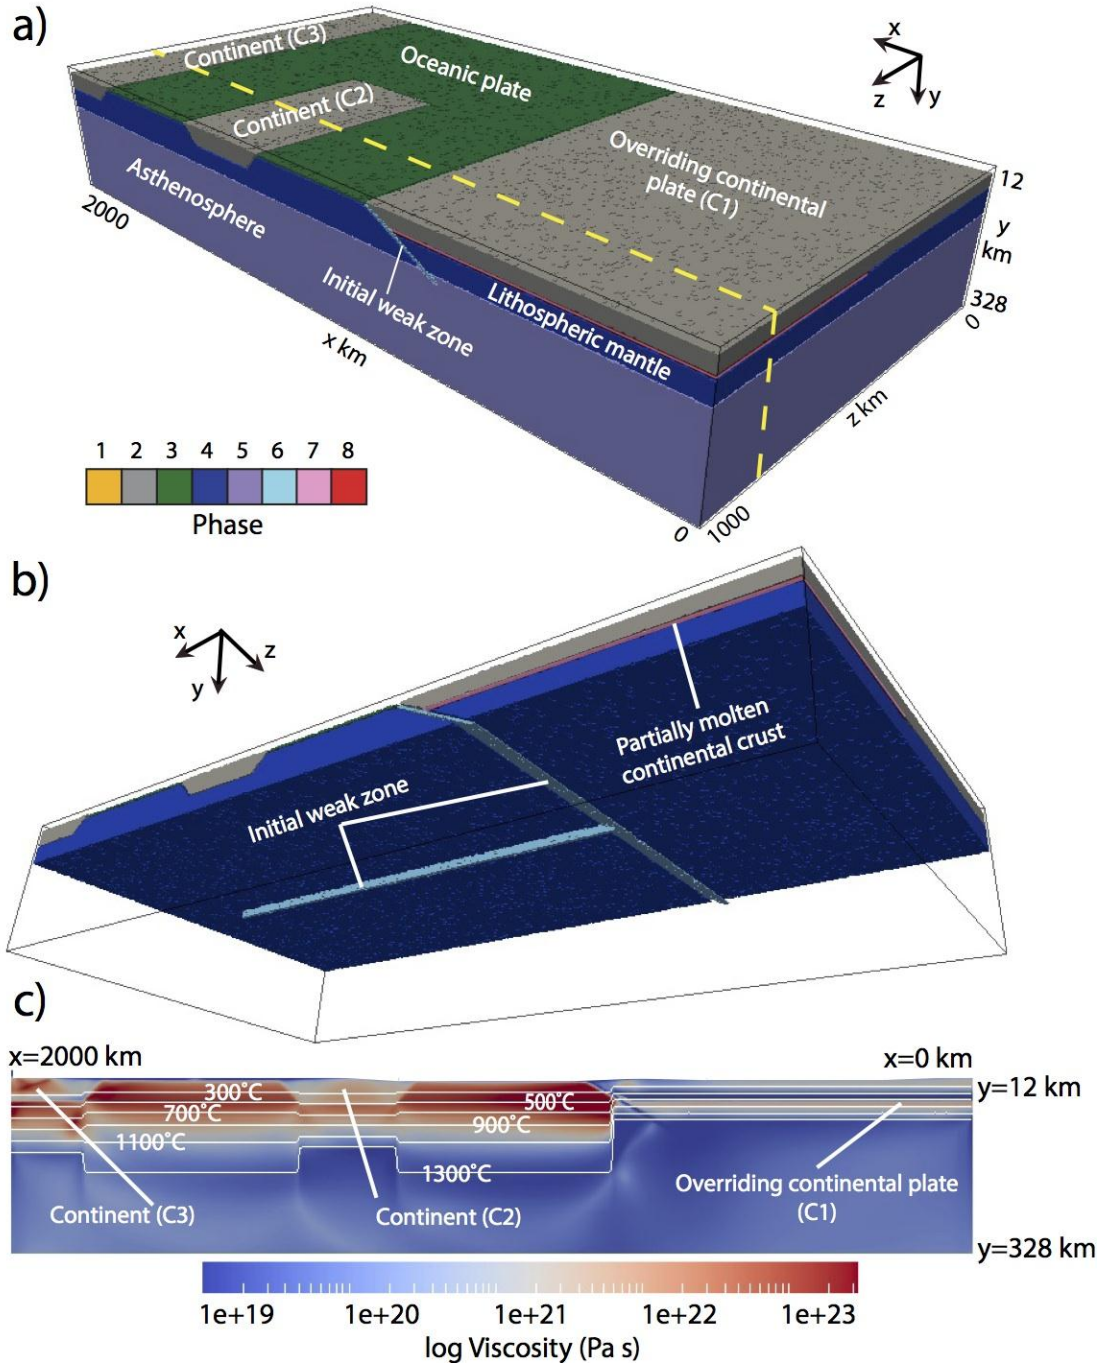 a)
Continent (C3)
Oceanic plate
Continent (C2)
Overriding continental
plate (C1)
Asthenosphere
Initial weak
zone
Lithospheric mantle
x
z
y
12
y
km
328
0
2000
x km
z km
1000
0
1 2 3 4 5 6 7 8
Phase
b)
x
z
y
Partially molten
continental crust
Initial weak zone
c)
x=2000 km
x=0 km
300°C
500°C
700°C
900°C
1100°C
1300°C
y=12 km
Continent (C3)
Continent (C2)
Overriding continental plate
(C1)
y=328 km
1e+19 1e+20 1e+21 1e+22 1e+23
log Viscosity (Pa s)